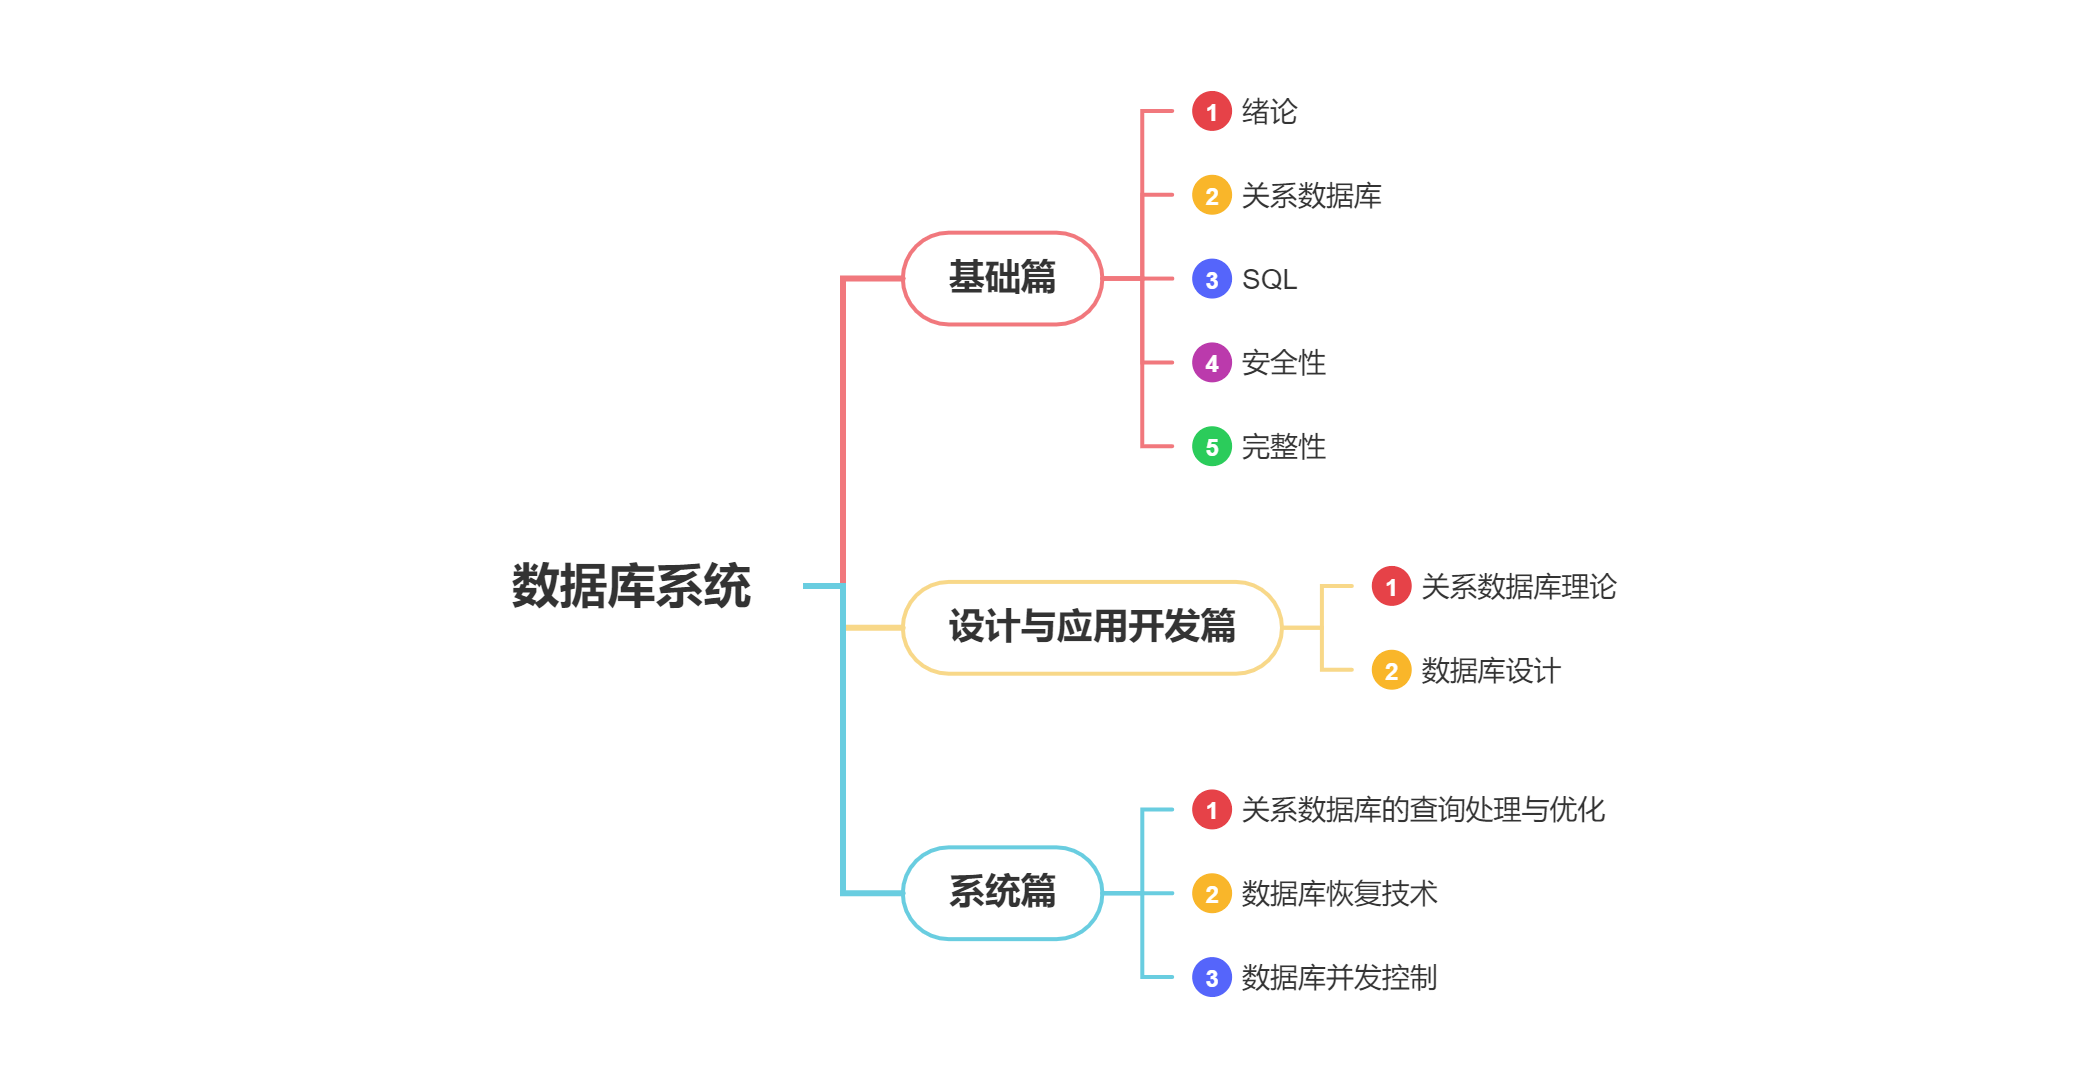 数据库系统
基础篇
1 绪论
2 关系数据库
3 SQL
4 安全性
5 完整性
设计与应用开发篇
1 关系数据库理论
2 数据库设计
系统篇
1 关系数据库的查询处理与优化
2 数据库恢复技术
3 数据库并发控制